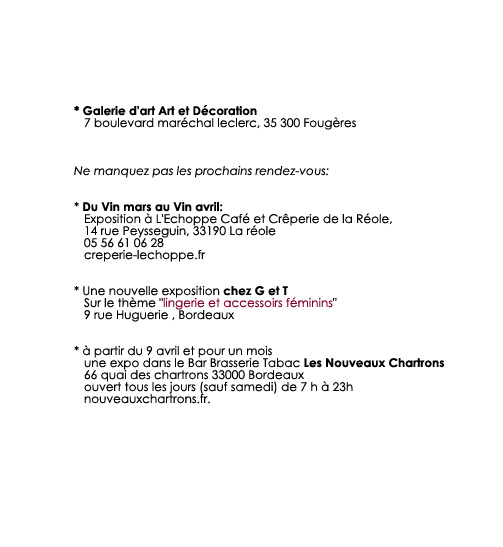 * Galerie d'art Art et Décoration
7 boulevard maréchal leclerc, 35 300 Fougères
Ne manquez pas les prochains rendez-vous:
* Du Vin mars au Vin avril:
Exposition à L'Echoppe Café et Crêperie de la Réole,
14 rue Peysseguin, 33190 La réole
05 56 61 06 28
creperie-lechoppe.fr
* Une nouvelle exposition chez G et T
Sur le thème "lingerie et accessoirs féminins"
9 rue Huguerie , Bordeaux
* à partir du 9 avril et pour un mois
une expo dans le Bar Brasserie Tabac Les Nouveaux Chartrons
66 quai des chartrons 33000 Bordeaux
ouvert tous les jours (sauf samedi) de 7 h à 23h
nouveauxchartrons.fr.